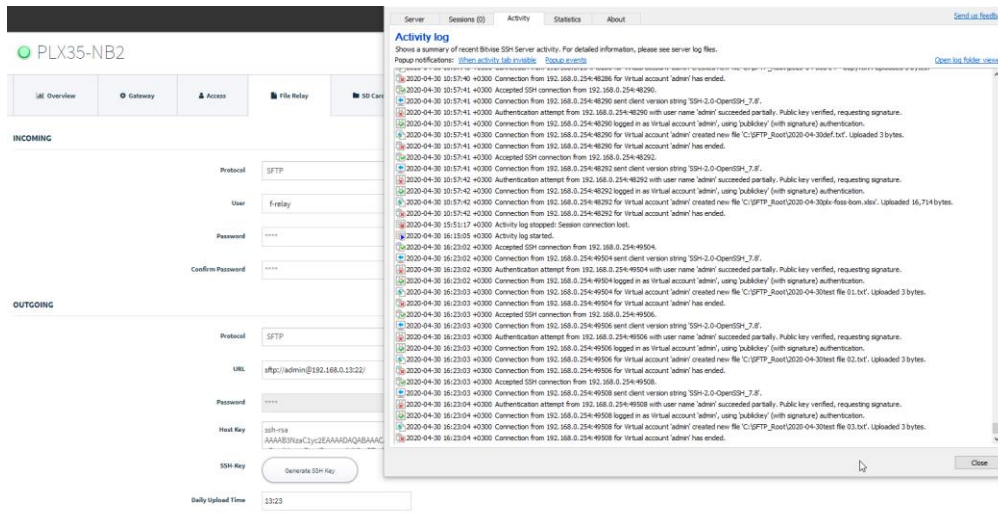 PLX35-NB2
Overview
Gateway
Access
File Relay
SD Card
INCOMING
Protocol
SFTP
User
f-relay
Password
****
Confirm Password
****
OUTGOING
Protocol
SFTP
URL
sftp://admin@192.168.0.13:22/
Password
****
Host Key
ssh-rsa
SSH-Key
Generate SSH Key
Daily Upload Time
13:23
Server
Sessions (0)
Activity
Statistics
About
Send us feedb
Activity log
Shows a summary of recent Bitvise SSH Server activity. For detailed information, please see server log files.
Popup notifications: When activity tab invisible Popup events
Open log folder viewe
2020-04-30 10:57:40 +0300 Connection from 192.168.0.254:48286 for Virtual account 'admin' has ended.
2020-04-30 10:57:41 +0300 Accepted SSH connection from 192.168.0.254:48290.
2020-04-30 10:57:41 +0300 Connection from 192.168.0.254:48290 sent client version string 'SSH-2.0-OpenSSH_7.8'.
2020-04-30 10:57:41 +0300 Authentication attempt from 192.168.0.254:48290 with user name 'admin' succeeded partially. Public key verified, requesting signature.
2020-04-30 10:57:41 +0300 Connection from 192.168.0.254:48290 logged in as Virtual account 'admin', using 'publickey' (with signature) authentication.
2020-04-30 10:57:41 +0300 Connection from 192.168.0.254:48290 for Virtual account 'admin' created new file 'C:\SFTP_Root\2020-04-30def.txt'. Uploaded 3 bytes.
2020-04-30 10:57:41 +0300 Connection from 192.168.0.254:48290 for Virtual account 'admin' has ended.
2020-04-30 10:57:41 +0300 Accepted SSH connection from 192.168.0.254:48292.
2020-04-30 10:57:41 +0300 Connection from 192.168.0.254:48292 sent client version string 'SSH-2.0-OpenSSH_7.8'.
2020-04-30 10:57:42 +0300 Authentication attempt from 192.168.0.254:48292 with user name 'admin' succeeded partially. Public key verified, requesting signature.
2020-04-30 10:57:42 +0300 Connection from 192.168.0.254:48292 logged in as Virtual account 'admin', using 'publickey' (with signature) authentication.
2020-04-30 10:57:42 +0300 Connection from 192.168.0.254:48292 for Virtual account 'admin' created new file 'C:\SFTP_Root\2020-04-30plx-foss-bom.xlsx'. Uploaded 16,714 bytes.
2020-04-30 10:57:42 +0300 Connection from 192.168.0.254:48292 for Virtual account 'admin' has ended.
2020-04-30 15:51:17 +0300 Activity log stopped: Session connection lost.
2020-04-30 16:15:05 +0300 Activity log started.
2020-04-30 16:23:02 +0300 Accepted SSH connection from 192.168.0.254:49504.
2020-04-30 16:23:02 +0300 Connection from 192.168.0.254:49504 sent client version string 'SSH-2.0-OpenSSH_7.8'.
2020-04-30 16:23:03 +0300 Authentication attempt from 192.168.0.254:49504 with user name 'admin' succeeded partially. Public key verified, requesting signature.
2020-04-30 16:23:03 +0300 Connection from 192.168.0.254:49504 logged in as Virtual account 'admin', using 'publickey' (with signature) authentication.
2020-04-30 16:23:03 +0300 Connection from 192.168.0.254:49504 for Virtual account 'admin' created new file 'C:\SFTP_Root\2020-04-30test file 01.txt'. Uploaded 3 bytes.
2020-04-30 16:23:03 +0300 Connection from 192.168.0.254:49504 for Virtual account 'admin' has ended.
2020-04-30 16:23:03 +0300 Accepted SSH connection from 192.168.0.254:49506.
2020-04-30 16:23:03 +0300 Connection from 192.168.0.254:49506 sent client version string 'SSH-2.0-OpenSSH_7.8'.
2020-04-30 16:23:03 +0300 Authentication attempt from 192.168.0.254:49506 with user name 'admin' succeeded partially. Public key verified, requesting signature.
2020-04-30 16:23:03 +0300 Connection from 192.168.0.254:49506 logged in as Virtual account 'admin', using 'publickey' (with signature) authentication.
2020-04-30 16:23:03 +0300 Connection from 192.168.0.254:49506 for Virtual account 'admin' created new file 'C:\SFTP_Root\2020-04-30test file 02.txt'. Uploaded 3 bytes.
2020-04-30 16:23:03 +0300 Connection from 192.168.0.254:49506 for Virtual account 'admin' has ended.
2020-04-30 16:23:03 +0300 Accepted SSH connection from 192.168.0.254:49508.
2020-04-30 16:23:03 +0300 Connection from 192.168.0.254:49508 sent client version string 'SSH-2.0-OpenSSH_7.8'.
2020-04-30 16:23:04 +0300 Authentication attempt from 192.168.0.254:49508 with user name 'admin' succeeded partially. Public key verified, requesting signature.
2020-04-30 16:23:04 +0300 Connection from 192.168.0.254:49508 logged in as Virtual account 'admin', using 'publickey' (with signature) authentication.
2020-04-30 16:23:04 +0300 Connection from 192.168.0.254:49508 for Virtual account 'admin' created new file 'C:\SFTP_Root\2020-04-30test file 03.txt'. Uploaded 3 bytes.
2020-04-30 16:23:04 +0300 Connection from 192.168.0.254:49508 for Virtual account 'admin' has ended.
Close